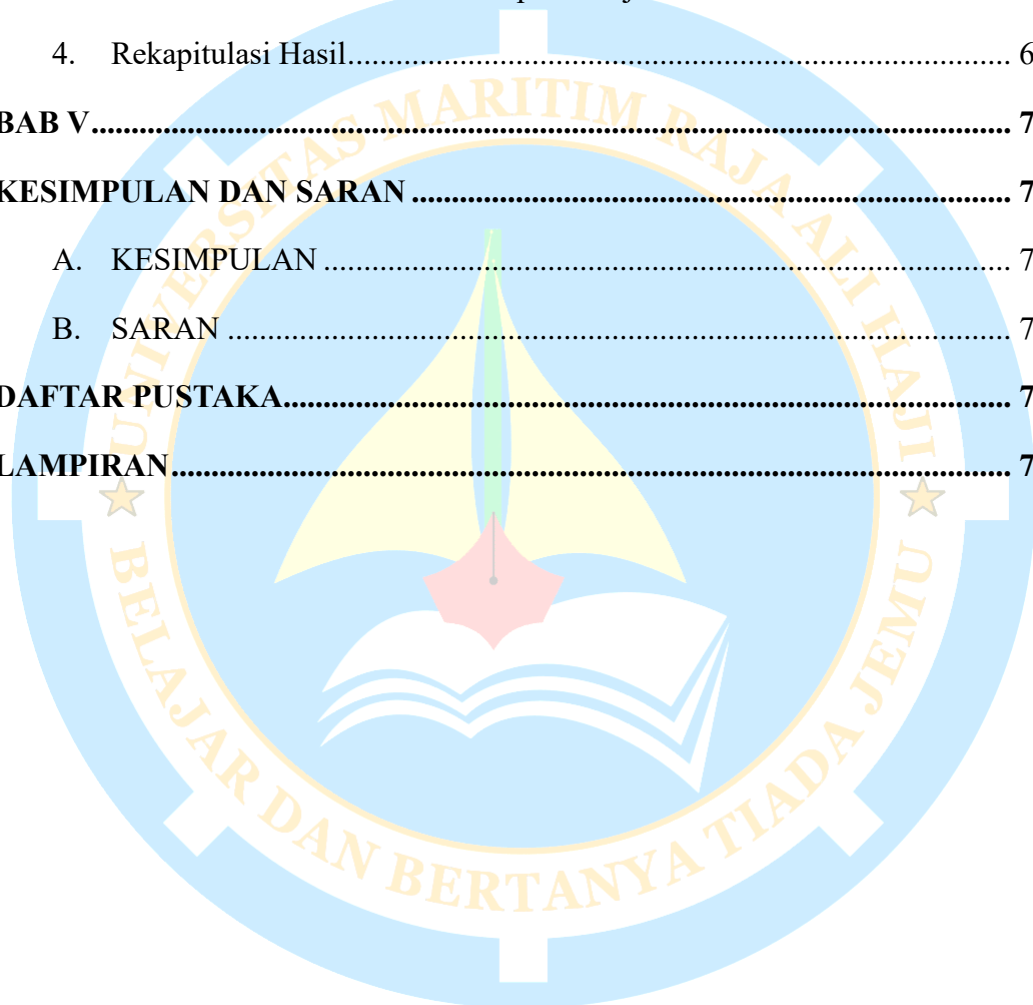 4. Rekapitulasi Hasil.................................................................................... 6
BAB V.................................................................................................................. 7
KESIMPULAN DAN SARAN.......................................................................... 7
A. KESIMPULAN....................................................................................... 7
B. SARAN................................................................................................... 7
DAFTAR PUSTAKA.......................................................................................... 7
LAMPIRAN........................................................................................................ 7
UNIVERSITAS MARITIM RAJA ALI HAJI
BELAJAR DAN BERTANYA TIADA JEMU